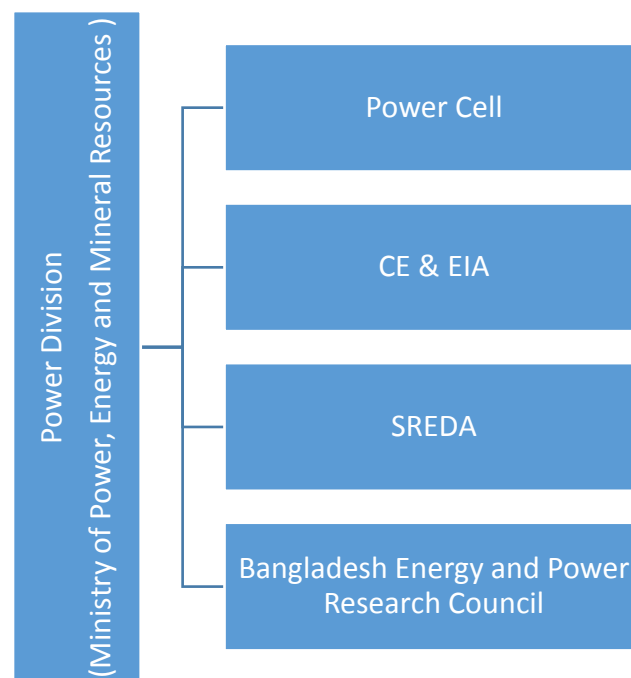 Power Division
(Ministry of Power, Energy and Mineral Resources )
Power Cell
CE & EIA
SREDA
Bangladesh Energy and Power
Research Council